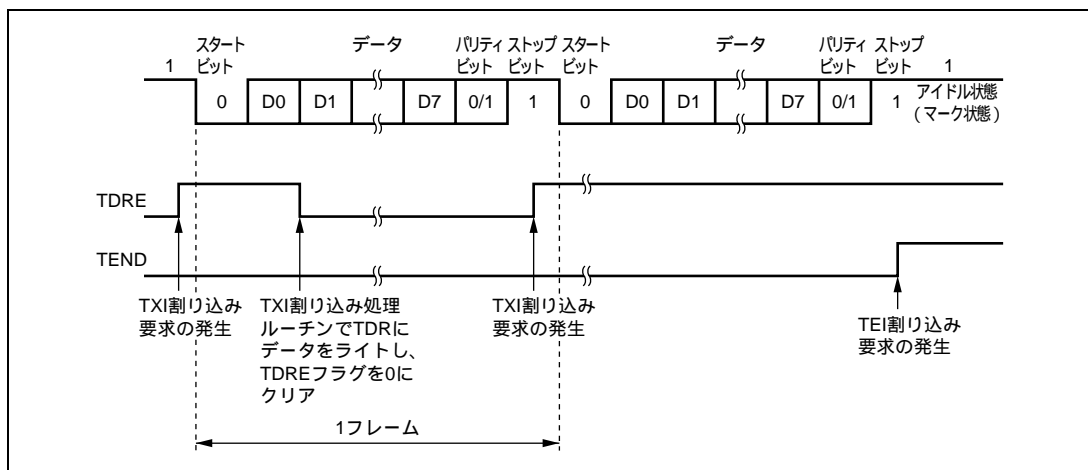 スタート データ パリティ ストップ スタート データ パリティ ストップ
1 ビット ビット ビット ビット ビット ビット 1
0 D0 D1 D7 0/1 1 0 D0 D1 D7 0/1 1 アイドル状態
(マーク状態)
TDRE
TEND
TXI割り込み
要求の発生
TXI割り込み処理
ルーチンでTDRに
データをライトし、
TDREフラグを0に
クリア
TXI割り込み
要求の発生
TEI割り込み
要求の発生
1フレーム